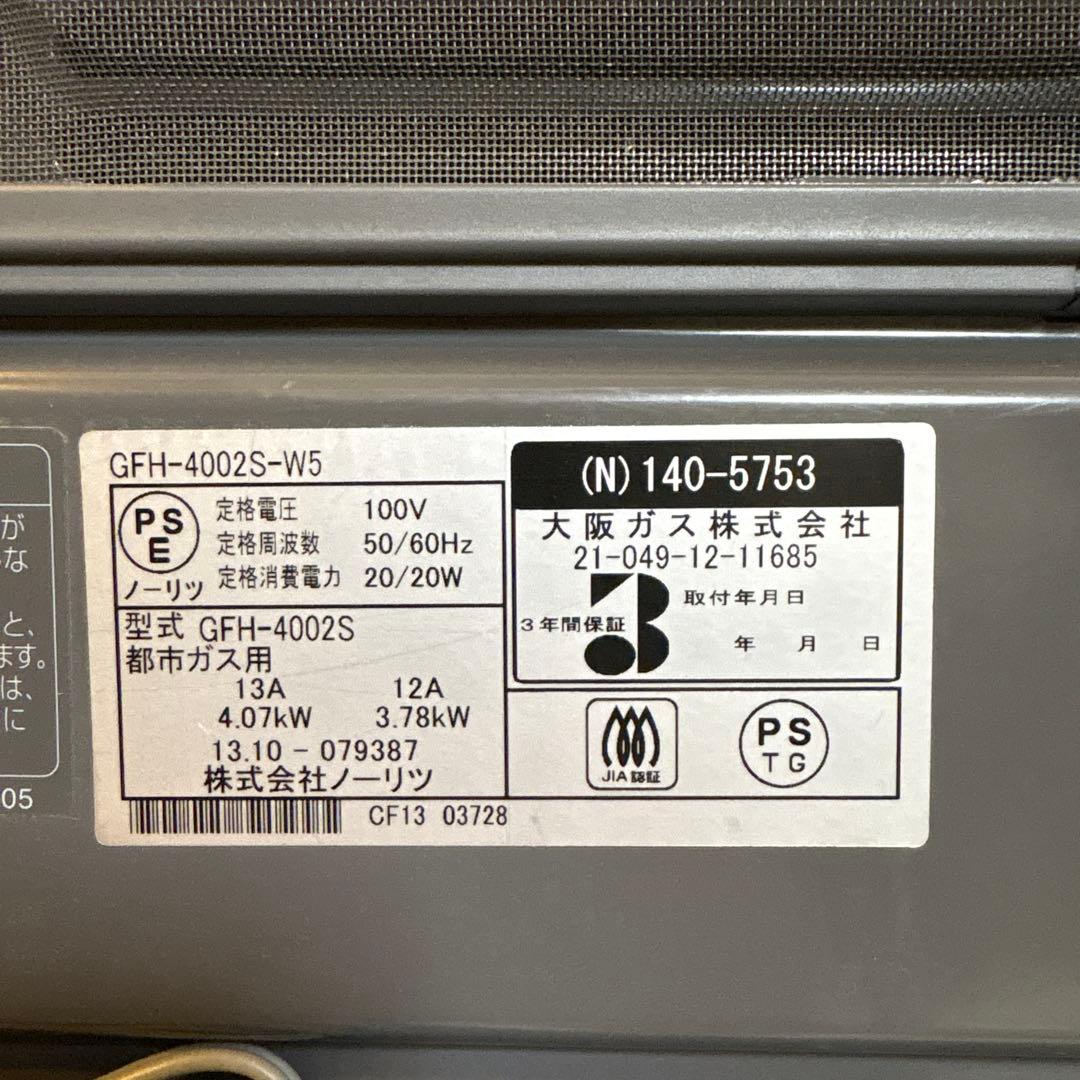 GFH-4002S-W5
PS
E
ノーリツ
定格電圧 100V
定格周波数 50/60Hz
定格消費電力 20/20W
型式 GFH-4002S
都市ガス用
13A 12A
4.07kW 3.78kW
13.10 - 079387
株式会社ノーリツ
CF13 03728
(N) 140-5753
大阪ガス株式会社
21-049-12-11685
3年間保証
取付年月日
年 月 日
JIA認証
PS
TG
が
な
と、
ます。
は、
に
05